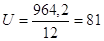 U = 964,2/12 = 81